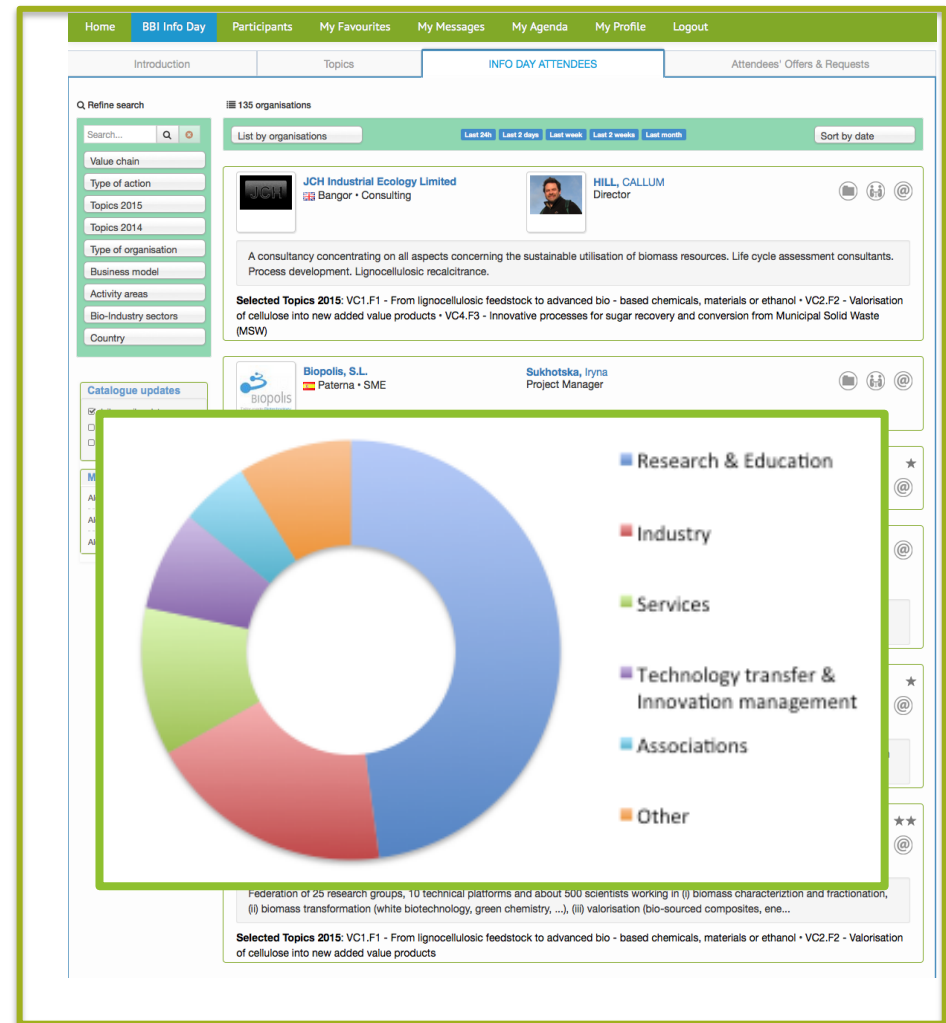 Home BBI Info Day Participants My Favourites My Messages My Agenda My Profile Logout
Introduction Topics INFO DAY ATTENDEES Attendees' Offers & Requests
Refine search
135 organisations
Search...
List by organisations
Last 24h Last 2 days Last week Last 2 weeks Last month
Sort by date
Value chain
Type of action
Topics 2015
Topics 2014
Type of organisation
Business model
Activity areas
Bio-Industry sectors
Country
Catalogue updates
JCH
JCH Industrial Ecology Limited
Bangor • Consulting
HILL, CALLUM
Director
A consultancy concentrating on all aspects concerning the sustainable utilisation of biomass resources. Life cycle assessment consultants.
Process development. Lignocellulosic recalcitrance.
Selected Topics 2015: VC1.F1 - From lignocellulosic feedstock to advanced bio - based chemicals, materials or ethanol • VC2.F2 - Valorisation
of cellulose into new added value products • VC4.F3 - Innovative processes for sugar recovery and conversion from Municipal Solid Waste
(MSW)
BIOPOLIS
Biopolis, S.L.
Paterna • SME
Sukhotska, Iryna
Project Manager
Research & Education
Industry
Services
Technology transfer &
Innovation management
Associations
Other
Federation of 25 research groups, 10 technical platforms and about 500 scientists working in (i) biomass characteriztion and fractionation,
(ii) biomass transformation (white biotechnology, green chemistry, ...), (iii) valorisation (bio-sourced composites, ene...
Selected Topics 2015: VC1.F1 - From lignocellulosic feedstock to advanced bio - based chemicals, materials or ethanol • VC2.F2 - Valorisation
of cellulose into new added value products